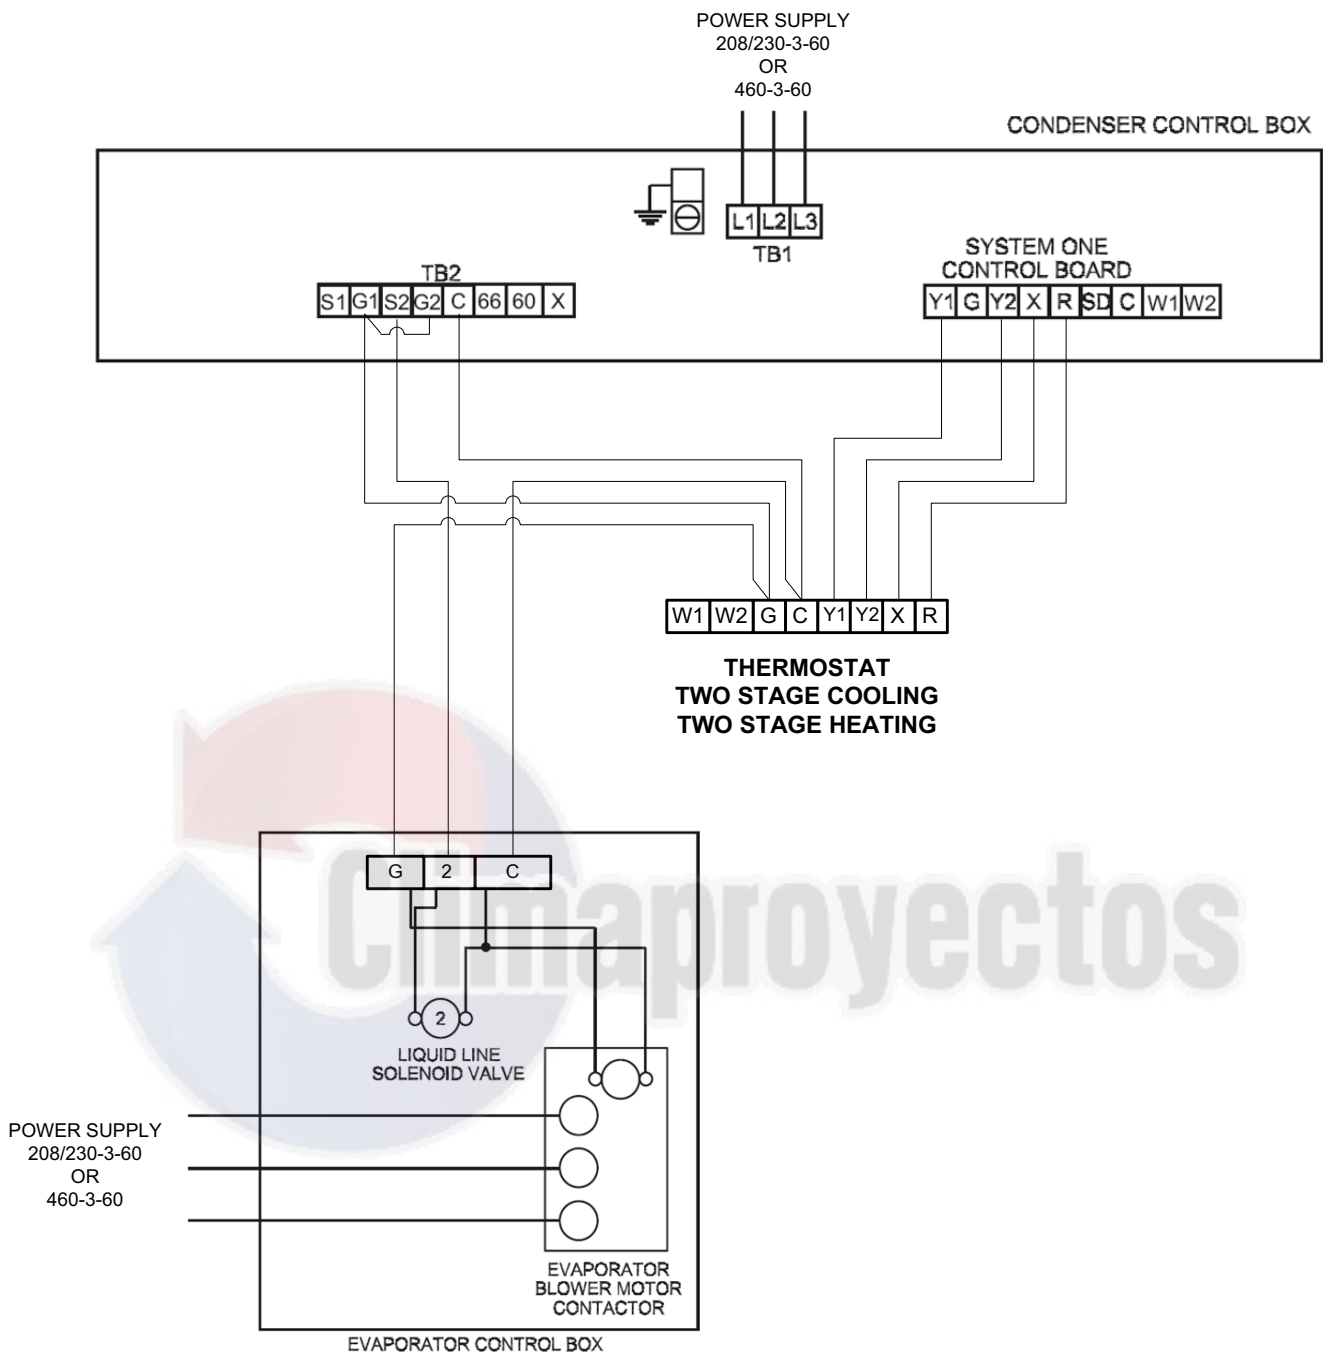 POWER SUPPLY
208/230-3-60
OR
460-3-60
CONDENSER CONTROL BOX
L1 L2 L3
TB1
TB2
S1 G1 S2 G2 C 66 60 X
SYSTEM ONE
CONTROL BOARD
Y1 G Y2 X R SD C W1 W2
W1 W2 G C Y1 Y2 X R
THERMOSTAT
TWO STAGE COOLING
TWO STAGE HEATING
G 2 C
Climaproyectos
2
LIQUID LINE
SOLENOID VALVE
POWER SUPPLY
208/230-3-60
OR
460-3-60
EVAPORATOR
BLOWER MOTOR
CONTACTOR
EVAPORATOR CONTROL BOX